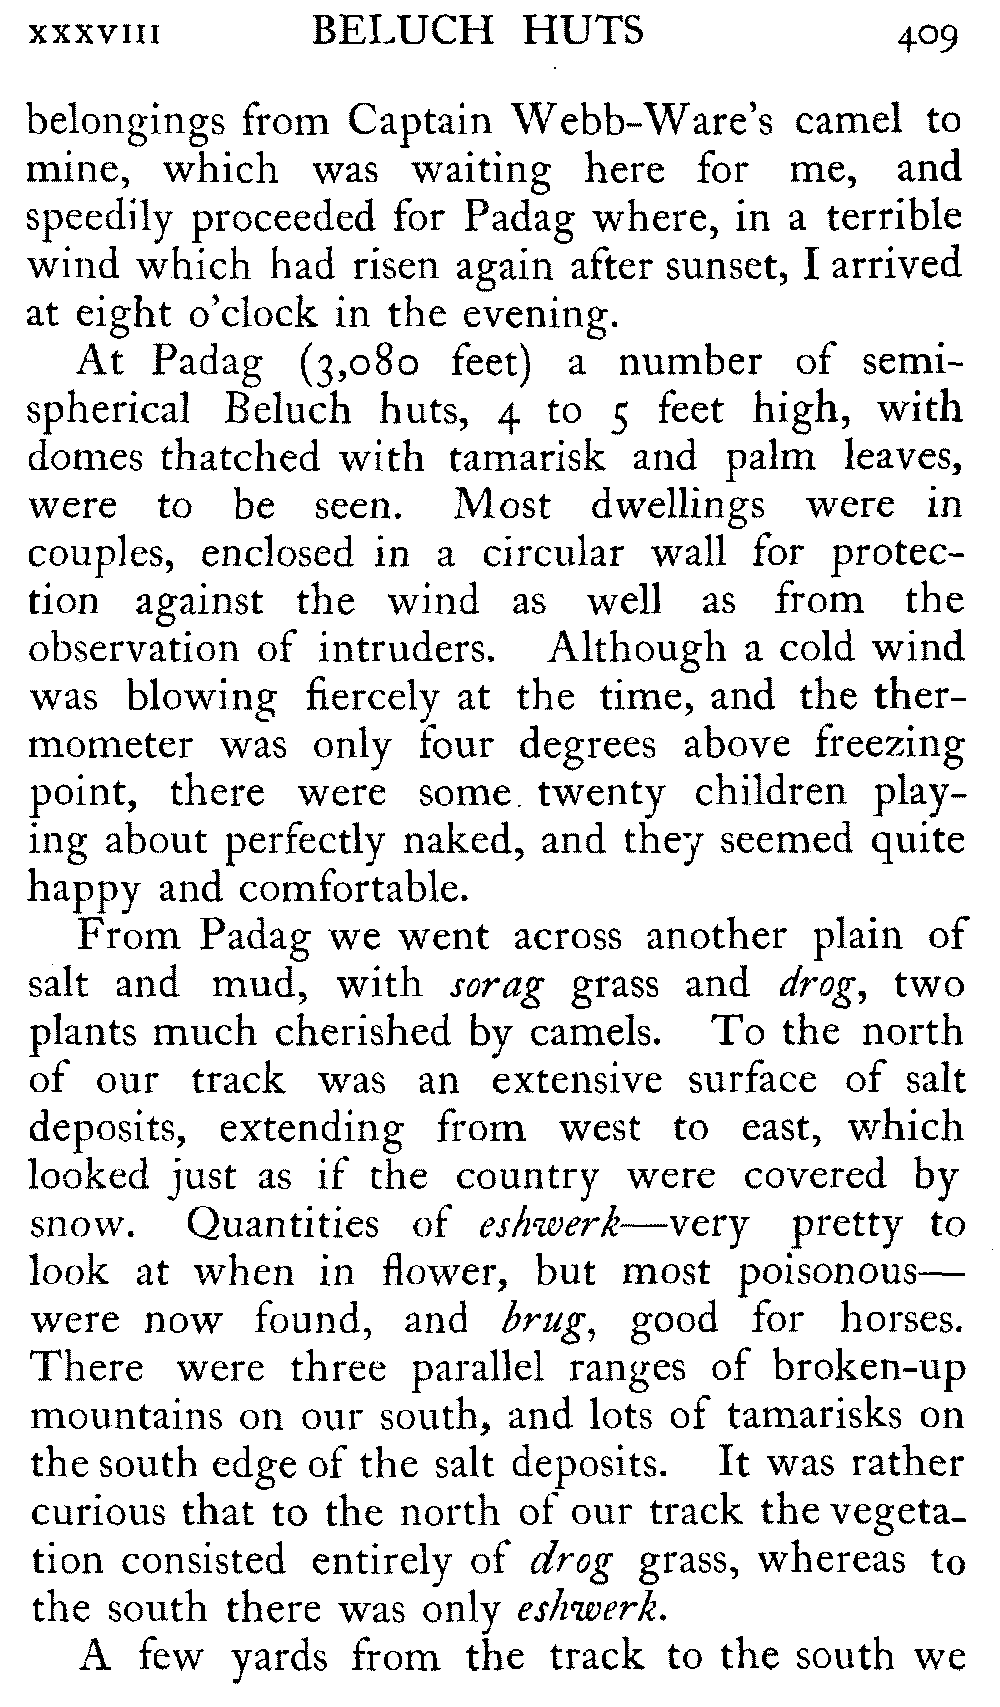 XXXVIII BELUCH HUTS 409
belongings from Captain Webb-Ware's camel to
mine, which was waiting here for me, and
speedily proceeded for Padag where, in a terrible
wind which had risen again after sunset, I arrived
at eight o'clock in the evening.
At Padag (3,080 feet) a number of semi-
spherical Beluch huts, 4 to 5 feet high, with
domes thatched with tamarisk and palm leaves,
were to be seen. Most dwellings were in
couples, enclosed in a circular wall for protec-
tion against the wind as well as from the
observation of intruders. Although a cold wind
was blowing fiercely at the time, and the ther-
mometer was only four degrees above freezing
point, there were some twenty children play-
ing about perfectly naked, and they seemed quite
happy and comfortable.
From Padag we went across another plain of
salt and mud, with sorag grass and drog, two
plants much cherished by camels. To the north
of our track was an extensive surface of salt
deposits, extending from west to east, which
looked just as if the country were covered by
snow. Quantities of eshwerk—very pretty to
look at when in flower, but most poisonous—
were now found, and brug, good for horses.
There were three parallel ranges of broken-up
mountains on our south, and lots of tamarisks on
the south edge of the salt deposits. It was rather
curious that to the north of our track the vegeta-
tion consisted entirely of drog grass, whereas to
the south there was only eshwerk.
A few yards from the track to the south we